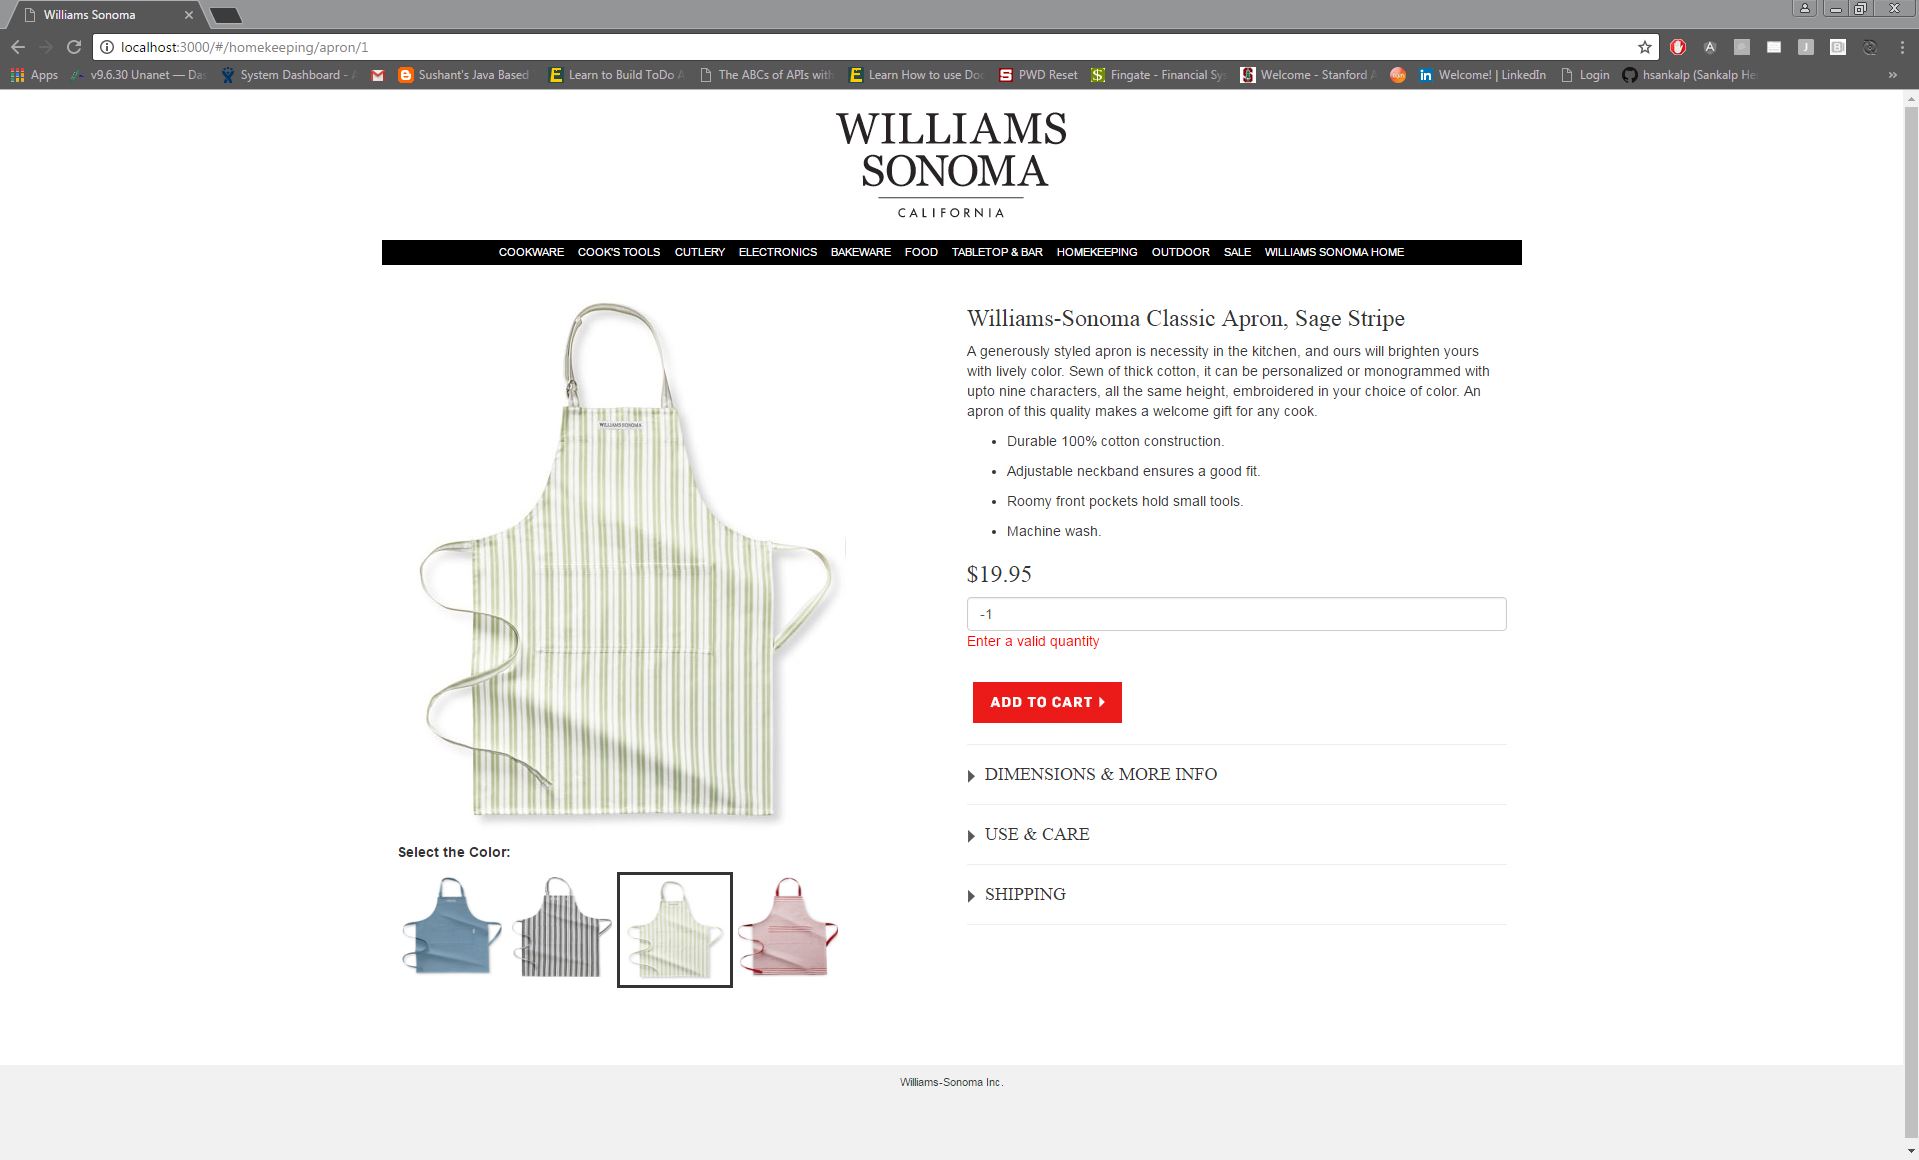 Williams Sonoma
localhost:3000/#/homekeeping/apron/1
Apps v9.6.30 Unanet — Das System Dashboard - Sushant's Java Based Learn to Build ToDo A The ABCs of APIs with Learn How to use Doc PWD Reset Fingate - Financial Sys Welcome - Stanford Welcome! | LinkedIn Login hsankalp (Sankalp He »
WILLIAMS
SONOMA
CALIFORNIA
COOKWARE COOK'S TOOLS CUTLERY ELECTRONICS BAKEWARE FOOD TABLETOP & BAR HOMEKEEPING OUTDOOR SALE WILLIAMS SONOMA HOME
WILLIAMS SONOMA
Williams-Sonoma Classic Apron, Sage Stripe
A generously styled apron is necessity in the kitchen, and ours will brighten yours
with lively color. Sewn of thick cotton, it can be personalized or monogrammed with
upto nine characters, all the same height, embroidered in your choice of color. An
apron of this quality makes a welcome gift for any cook.
• Durable 100% cotton construction.
• Adjustable neckband ensures a good fit.
• Roomy front pockets hold small tools.
• Machine wash.
$19.95
-1
Enter a valid quantity
ADD TO CART
DIMENSIONS & MORE INFO
USE & CARE
SHIPPING
Select the Color:
Williams-Sonoma Inc.